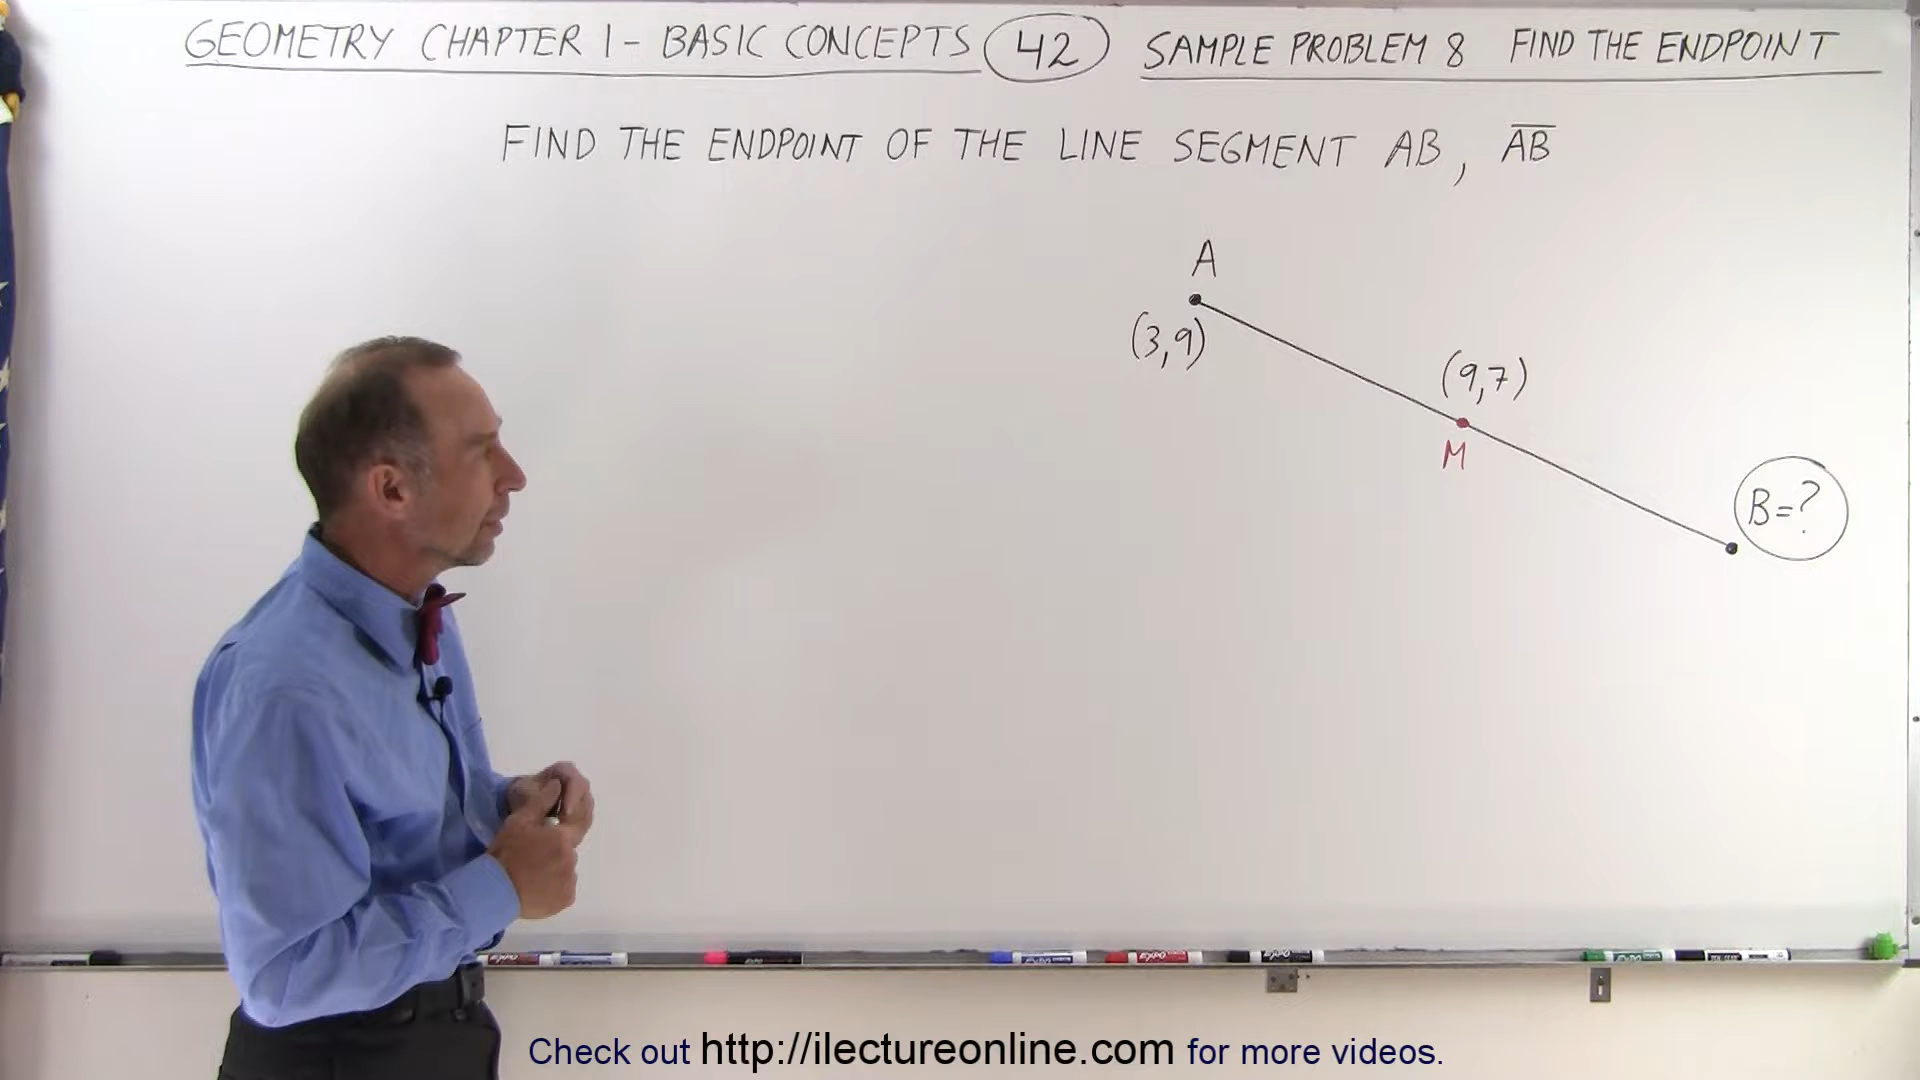 GEOMETRY CHAPTER 1 - BASIC CONCEPTS 42 SAMPLE PROBLEM 8 FIND THE ENDPOINT
FIND THE ENDPOINT OF THE LINE SEGMENT AB, A̅B̅
A
(3,9)
(9,7)
M
B=?
Check out http://ilectureonline.com for more videos.